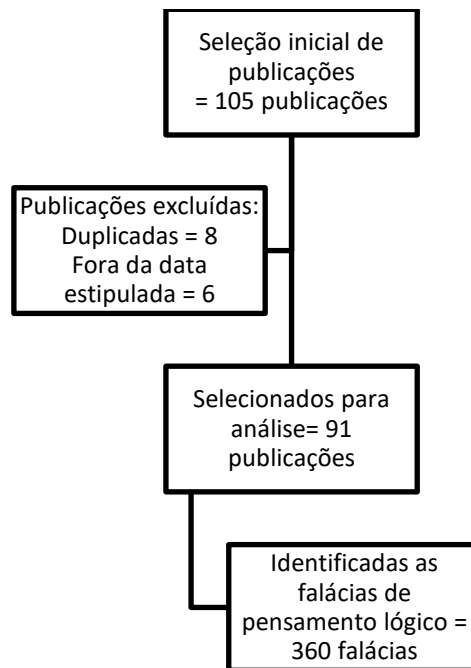 Seleção inicial de
publicações
= 105 publicações
Publicações excluídas:
Duplicadas = 8
Fora da data
estipulada = 6
Selecionados para
análise= 91
publicações
Identificadas as
falácias de
pensamento lógico =
360 falácias